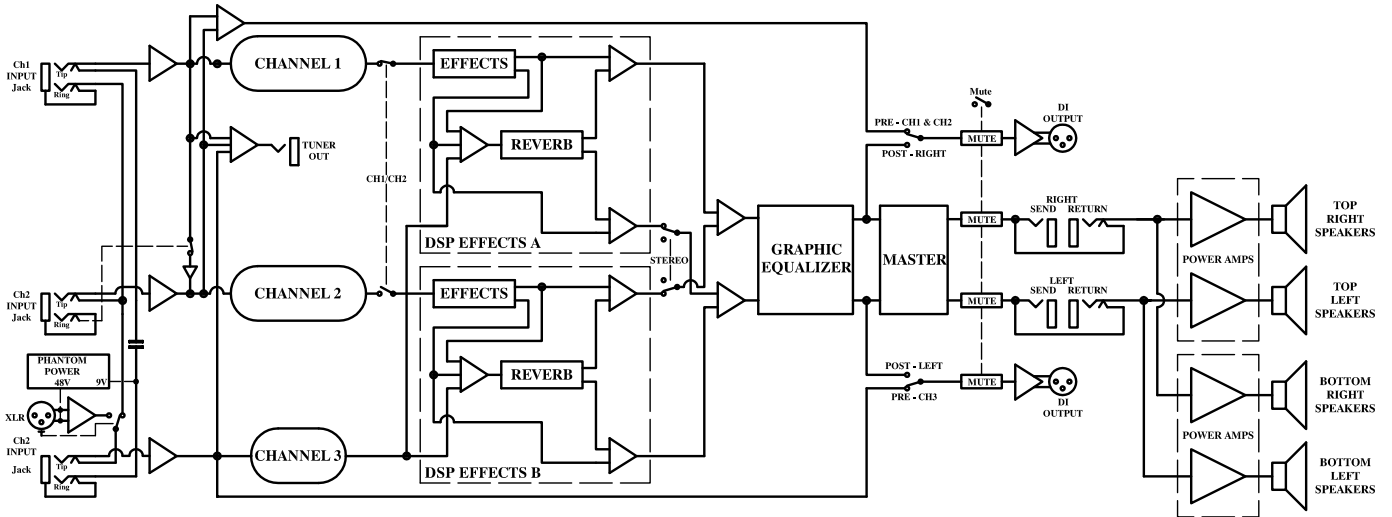 Ch1
INPUT
Jack
Tip
Ring
CHANNEL 1
EFFECTS
REVERB
DSP EFFECTS A
TUNER
OUT
CH1/CH2
PRE - CH1 & CH2
POST - RIGHT
Mute
MUTE
DI
OUTPUT
Ch2
INPUT
Jack
Tip
Ring
CHANNEL 2
EFFECTS
REVERB
DSP EFFECTS B
STEREO
GRAPHIC
EQUALIZER
MASTER
MUTE
RIGHT
SEND
RETURN
MUTE
LEFT
SEND
RETURN
POWER AMPS
TOP
RIGHT
SPEAKERS
TOP
LEFT
SPEAKERS
PHANTOM
POWER
48V
9V
XLR
Ch2
INPUT
Jack
Tip
Ring
CHANNEL 3
POST - LEFT
PRE - CH3
MUTE
DI
OUTPUT
POWER AMPS
BOTTOM
RIGHT
SPEAKERS
BOTTOM
LEFT
SPEAKERS